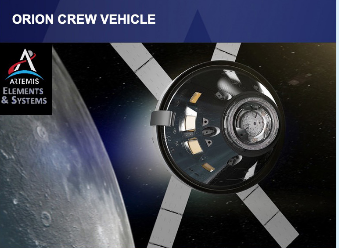 ORION CREW VEHICLE
ARTEMIS
ELEMENTS
& SYSTEMS